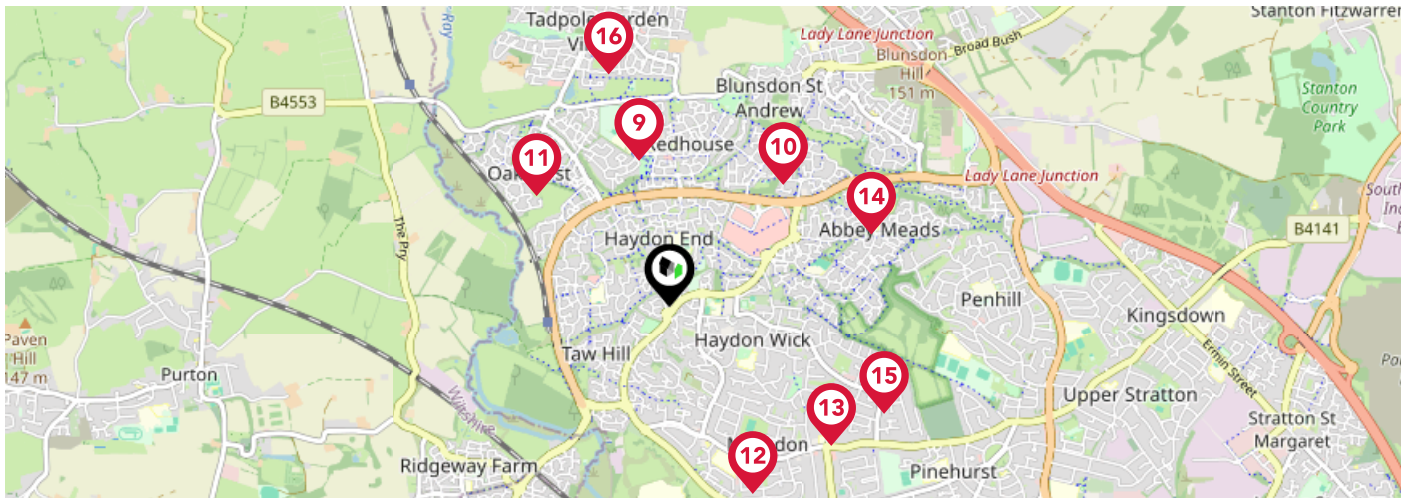 Stanton Fitzwarren
Tadpole Garden
16
Lady Lane Junction
Broad Bush
Blunsdon
Hill
151 m
Ray
Blunsdon St
Andrew
Stanton
Country
Park
B4553
9
Redhouse
10
11
Lady Lane Junction
14
The Pry
Haydon End
Abbey Meads
B4141
Penhill
Kingsdown
Paven
Hill
147 m
Haydon Wick
Taw Hill
Purton
Ermin Street
15
Wiltshire
13
Upper Stratton
Stratton St
Margaret
12
Ridgeway Farm
Pinehurst